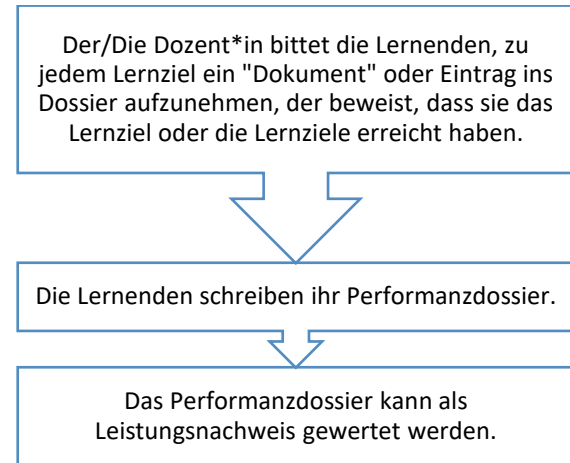 Der/Die Dozent*in bittet die Lernenden, zu
jedem Lernziel ein "Dokument" oder Eintrag ins
Dossier aufzunehmen, der beweist, dass sie das
Lernziel oder die Lernziele erreicht haben.
Die Lernenden schreiben ihr Performanzdossier.
Das Performanzdossier kann als
Leistungsnachweis gewertet werden.